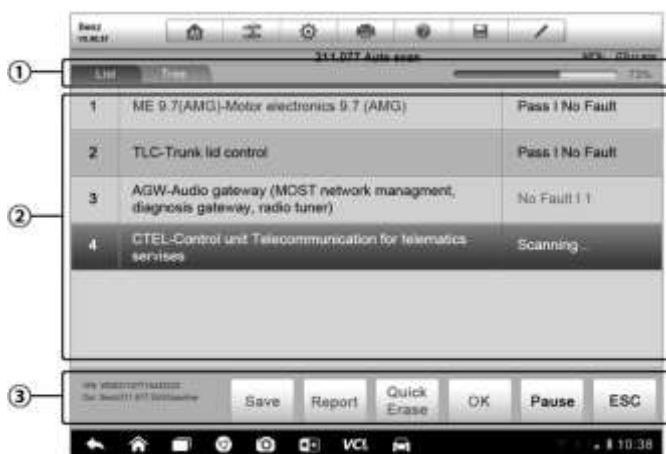 Benz
211.077 Auto scan
①
List
Tree
73%
②
1
ME 9.7(AMG)-Motor electronics 9.7 (AMG)
Pass I No Fault
2
TLC-Trunk lid control
Pass I No Fault
3
AGW-Audio gateway (MOST network managment,
diagnosis gateway, radio tuner)
No Fault I 1
4
CTEL-Control unit Telecommunication for telematics
servises
Scanning
③
Save
Report
Quick
Erase
OK
Pause
ESC
VCI
10:38